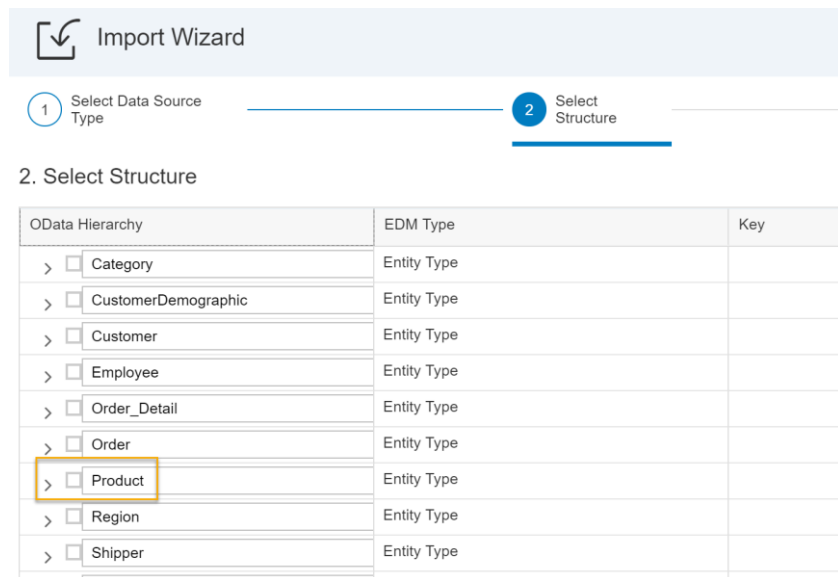 Import Wizard
1 Select Data Source Type
2 Select Structure
2. Select Structure
OData Hierarchy EDM Type Key
Category Entity Type
CustomerDemographic Entity Type
Customer Entity Type
Employee Entity Type
Order_Detail Entity Type
Order Entity Type
Product Entity Type
Region Entity Type
Shipper Entity Type